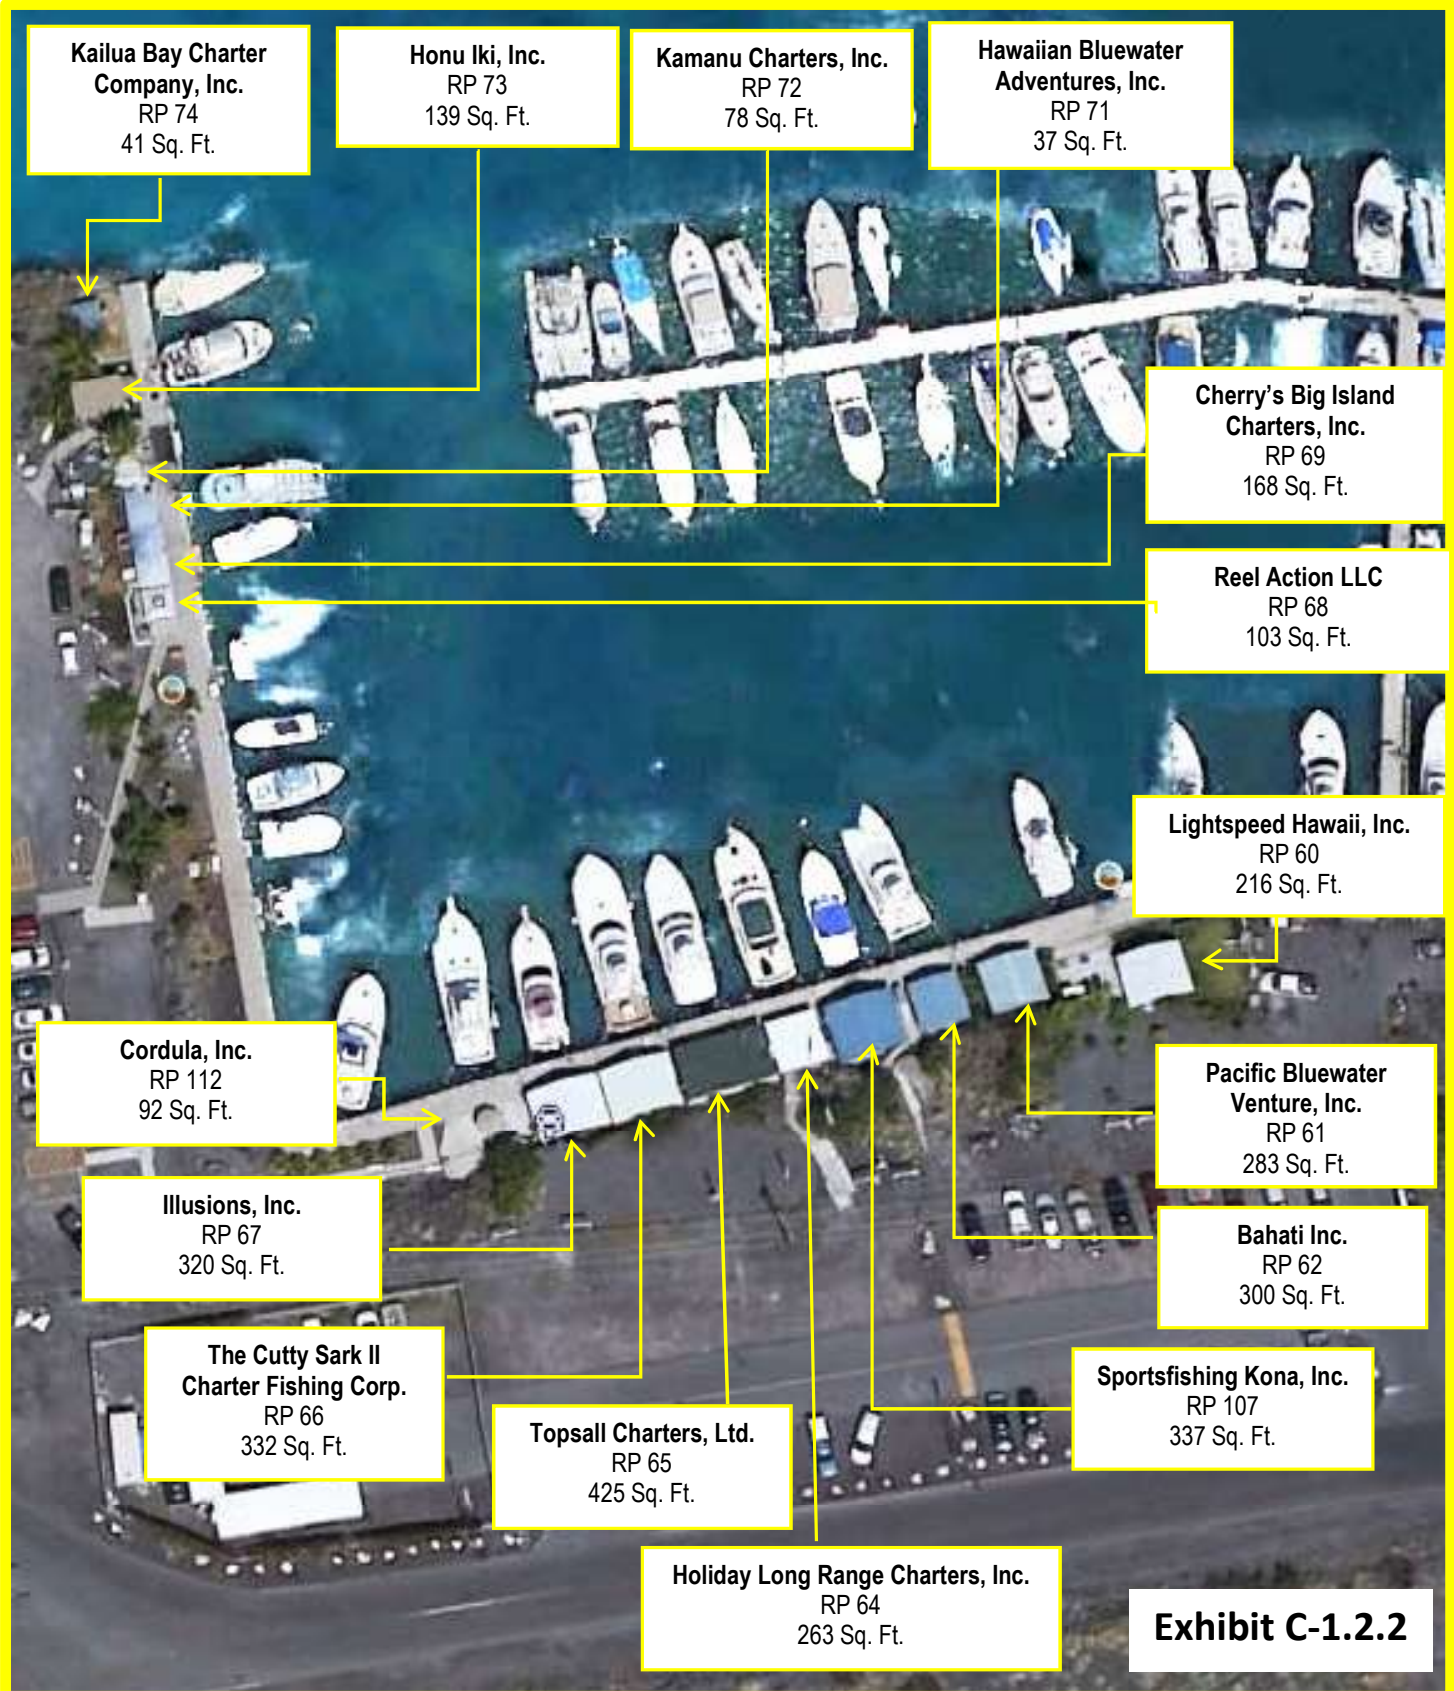 Kailua Bay Charter
Company, Inc.
RP 74
41 Sq. Ft.
Honu Iki, Inc.
RP 73
139 Sq. Ft.
Kamanu Charters, Inc.
RP 72
78 Sq. Ft.
Hawaiian Bluewater
Adventures, Inc.
RP 71
37 Sq. Ft.
Cherry's Big Island
Charters, Inc.
RP 69
168 Sq. Ft.
Reel Action LLC
RP 68
103 Sq. Ft.
Lightspeed Hawaii, Inc.
RP 60
216 Sq. Ft.
Cordula, Inc.
RP 112
92 Sq. Ft.
Pacific Bluewater
Venture, Inc.
RP 61
283 Sq. Ft.
Illusions, Inc.
RP 67
320 Sq. Ft.
Bahati Inc.
RP 62
300 Sq. Ft.
The Cutty Sark II
Charter Fishing Corp.
RP 66
332 Sq. Ft.
Sportsfishing Kona, Inc.
RP 107
337 Sq. Ft.
Topsall Charters, Ltd.
RP 65
425 Sq. Ft.
Holiday Long Range Charters, Inc.
RP 64
263 Sq. Ft.
Exhibit C-1.2.2